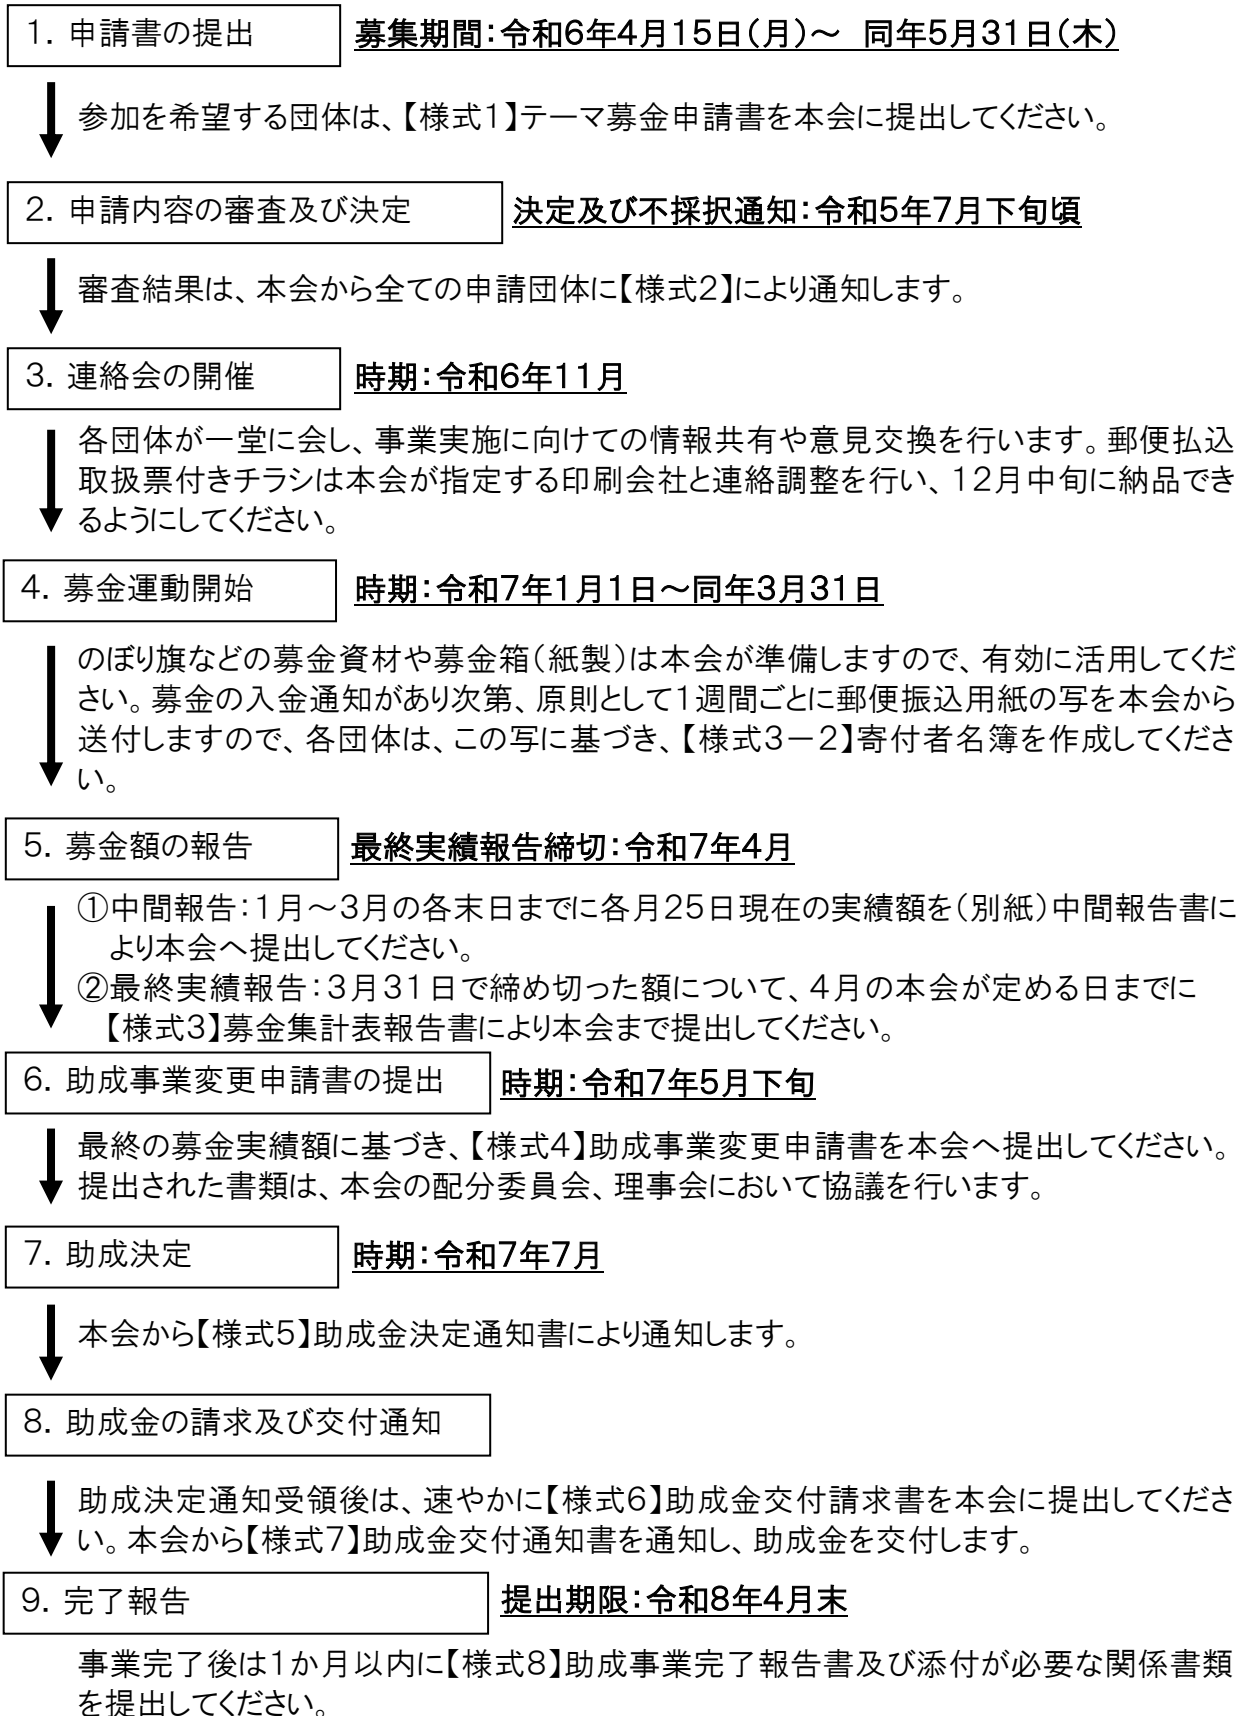 1．申請書の提出　募集期間：令和6年4月15日（月）～　同年5月31日（木）
参加を希望する団体は、【様式1】テーマ募金申請書を本会に提出してください。
2．申請内容の審査及び決定　決定及び不採択通知：令和5年7月下旬頃
審査結果は、本会から全ての申請団体に【様式2】により通知します。
3．連絡会の開催　時期：令和6年11月
各団体が一堂に会し、事業実施に向けての情報共有や意見交換を行います。郵便払込
取扱票付きチラシは本会が指定する印刷会社と連絡調整を行い、12月中旬に納品でき
るようにしてください。
4．募金運動開始　時期：令和7年1月1日～同年3月31日
のぼり旗などの募金資材や募金箱（紙製）は本会が準備しますので、有効に活用してくだ
さい。募金の入金通知があり次第、原則として1週間ごとに郵便振込用紙の写を本会から
送付しますので、各団体は、この写に基づき、【様式3－2】寄付者名簿を作成してくださ
い。
5．募金額の報告　最終実績報告締切：令和7年4月
①中間報告：1月～3月の各末日までに各月25日現在の実績額を（別紙）中間報告書に
より本会へ提出してください。
②最終実績報告：3月31日で締め切った額について、4月の本会が定める日までに
【様式3】募金集計表報告書により本会まで提出してください。
6．助成事業変更申請書の提出　時期：令和7年5月下旬
最終の募金実績額に基づき、【様式4】助成事業変更申請書を本会へ提出してください。
提出された書類は、本会の配分委員会、理事会において協議を行います。
7．助成決定　時期：令和7年7月
本会から【様式5】助成金決定通知書により通知します。
8．助成金の請求及び交付通知
助成決定通知受領後は、速やかに【様式6】助成金交付請求書を本会に提出してくださ
い。本会から【様式7】助成金交付通知書を通知し、助成金を交付します。
9．完了報告　提出期限：令和8年4月末
事業完了後は1か月以内に【様式8】助成事業完了報告書及び添付が必要な関係書類
を提出してください。